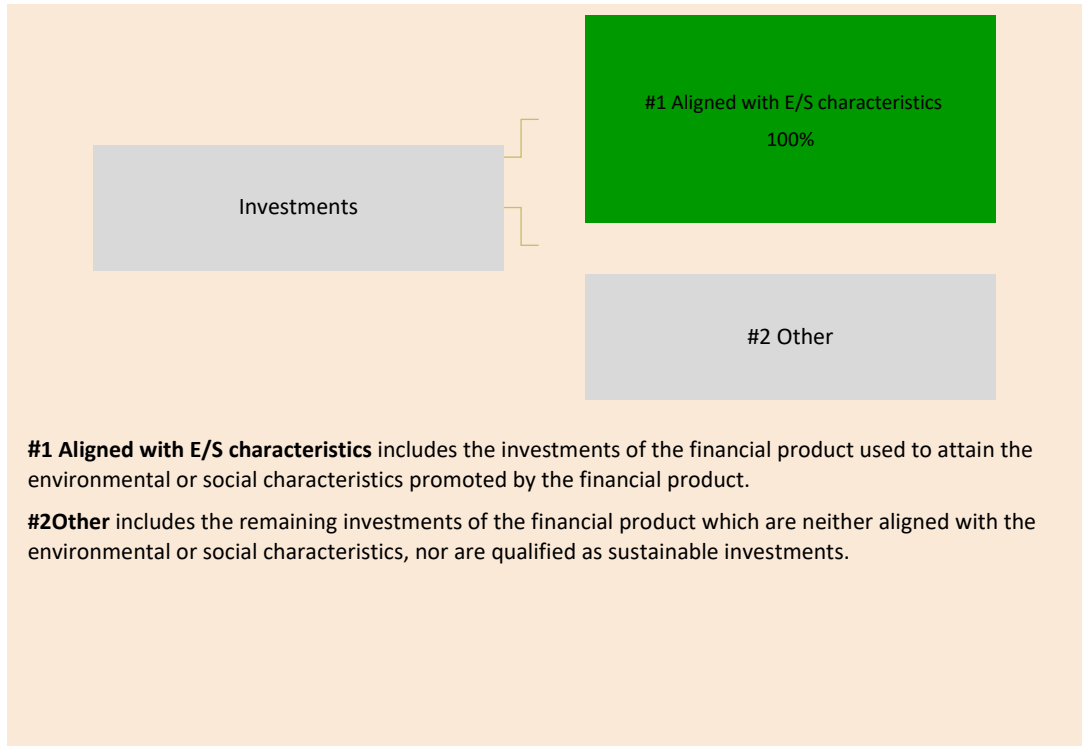 #1 Aligned with E/S characteristics
100%
Investments
#2 Other
#1 Aligned with E/S characteristics includes the investments of the financial product used to attain the
environmental or social characteristics promoted by the financial product.
#2Other includes the remaining investments of the financial product which are neither aligned with the
environmental or social characteristics, nor are qualified as sustainable investments.